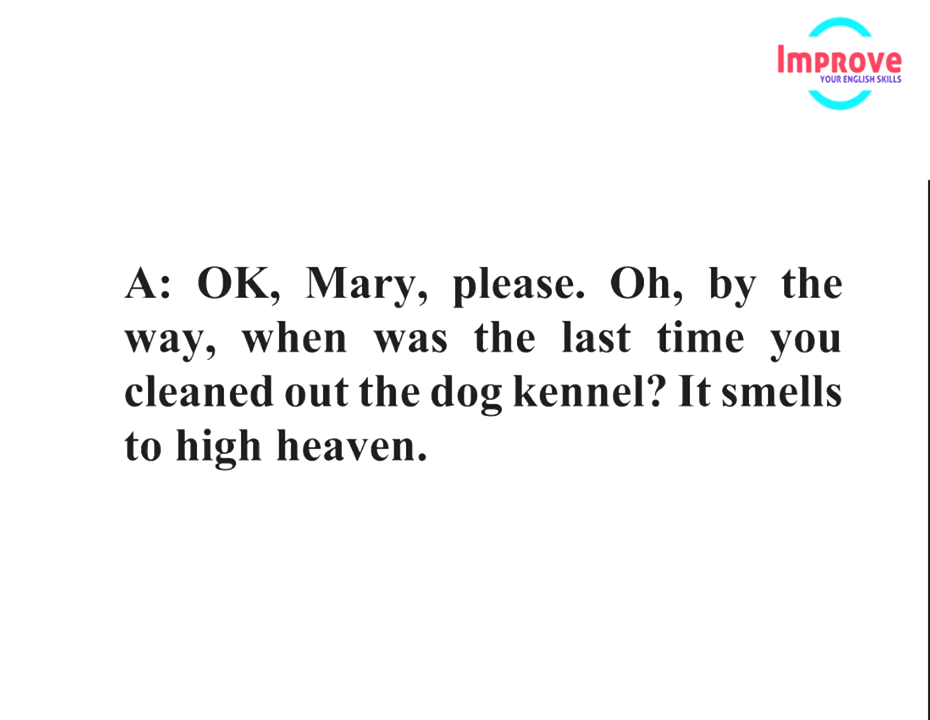 Improve
YOUR ENGLISH SKILLS
A: OK, Mary, please. Oh, by the
way, when was the last time you
cleaned out the dog kennel? It smells
to high heaven.